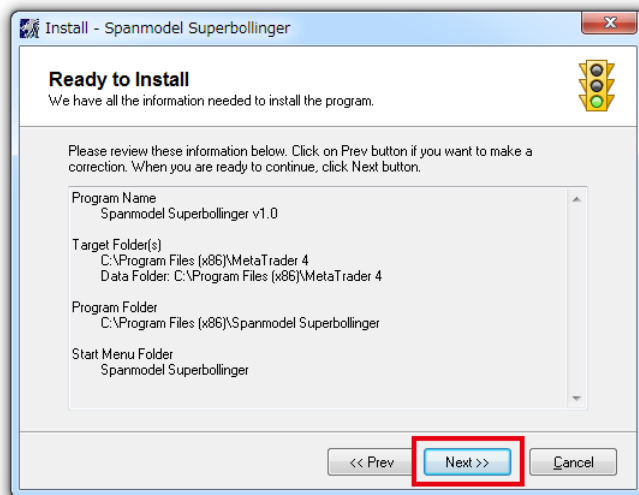 Install - Spanmodel Superbollinger
Ready to Install
We have all the information needed to install the program.
Please review these information below. Click on Prev button if you want to make a
correction. When you are ready to continue, click Next button.
Program Name
Spanmodel Superbollinger v1.0
Target Folder(s)
C:\Program Files (x86)\MetaTrader 4
Data Folder: C:\Program Files (x86)\MetaTrader 4
Program Folder
C:\Program Files (x86)\Spanmodel Superbollinger
Start Menu Folder
Spanmodel Superbollinger
<< Prev
Next >>
Cancel